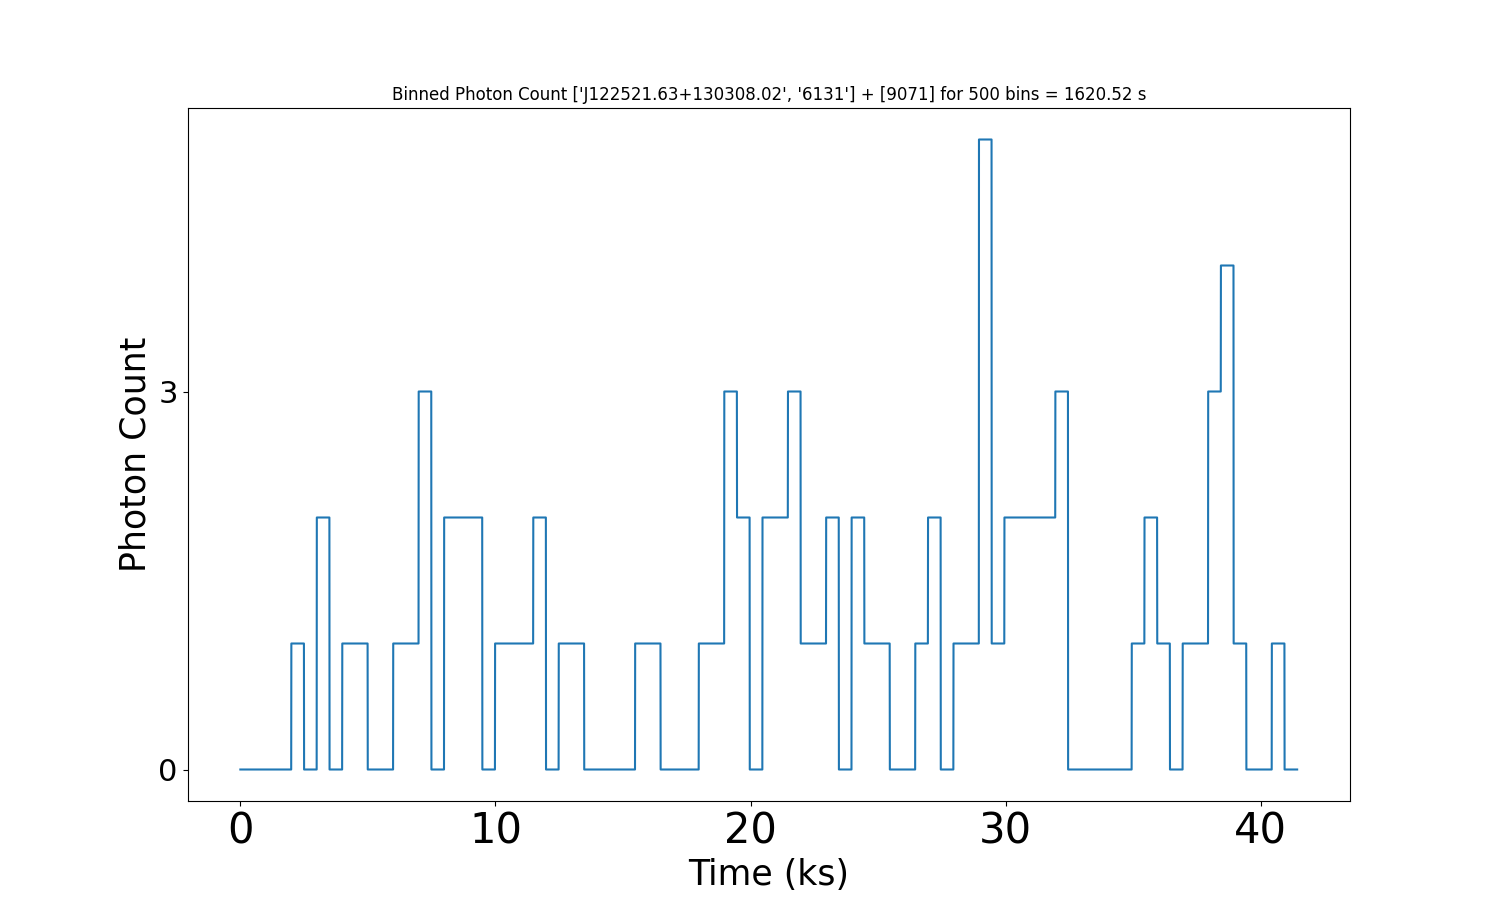 Binned Photon Count ['J122521.63+130308.02', '6131'] + [9071] for 500 bins = 1620.52 s
Photon Count
3
0
0 10 20 30 40
Time (ks)